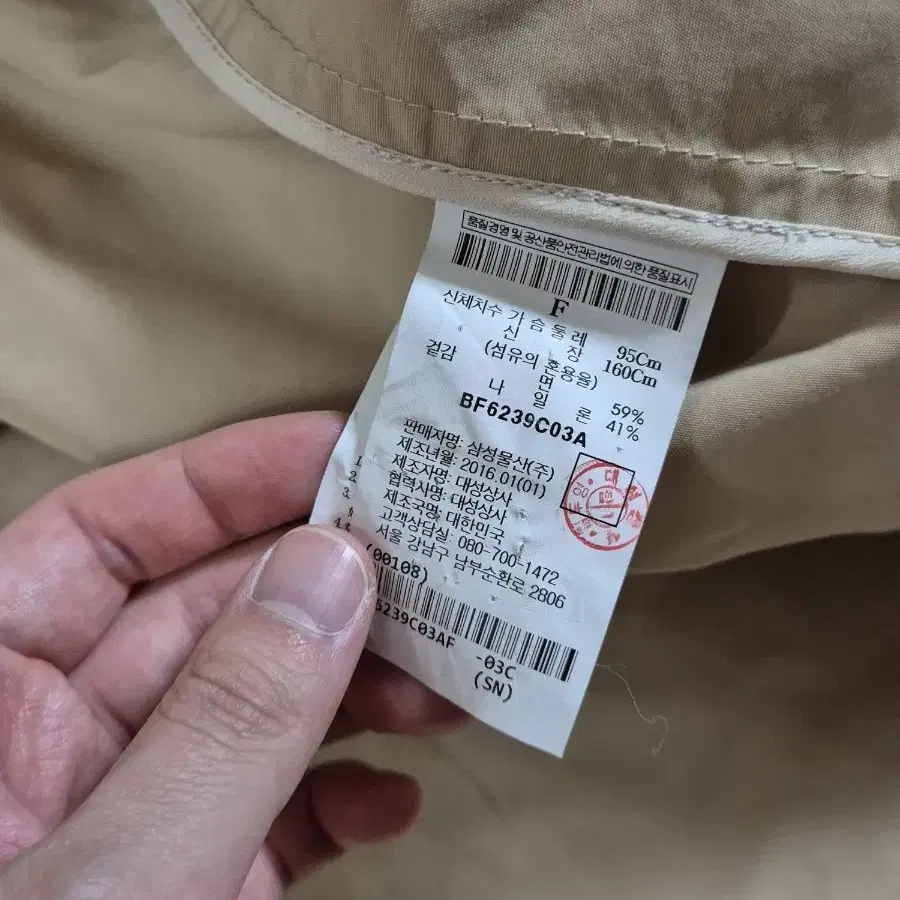 품질경영 및 공산품안전관리법에 의한 품질표시
F
신체치수 가슴둘레 95Cm
신 장 160Cm
겉감 (섬유의 혼용율)
면 59%
나일론 41%
BF6239C03A
1. 판매자명: 삼성물산(주)
2. 제조년월: 2016.01(01)
3. 제조자명: 대성상사
협력사명: 대성상사
제조국명: 대한민국
고객상담실: 080-700-1472
서울 강남구 남부순환로 2806
(00108)
6239C03AF -03C
(SN)